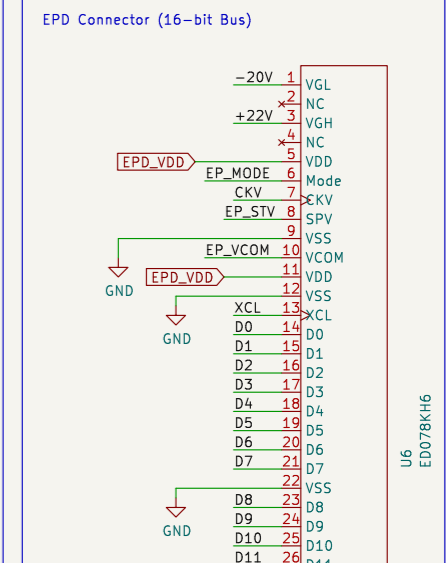 EPD Connector (16-bit Bus)
-20V 1 VGL
2 NC
+22V 3 VGH
4 NC
EPD_VDD 5 VDD
EP_MODE 6 Mode
CKV 7 CKV
EP_STV 8 SPV
9 VSS
GND
EP_VCOM 10 VCOM
EPD_VDD 11 VDD
12 VSS
GND
XCL 13 XCL
D0 14 D0
D1 15 D1
D2 16 D2
D3 17 D3
D4 18 D4
D5 19 D5
D6 20 D6
D7 21 D7
22 VSS
GND
D8 23 D8
D9 24 D9
D10 25 D10
D11 26 D11
U6
ED078KH6